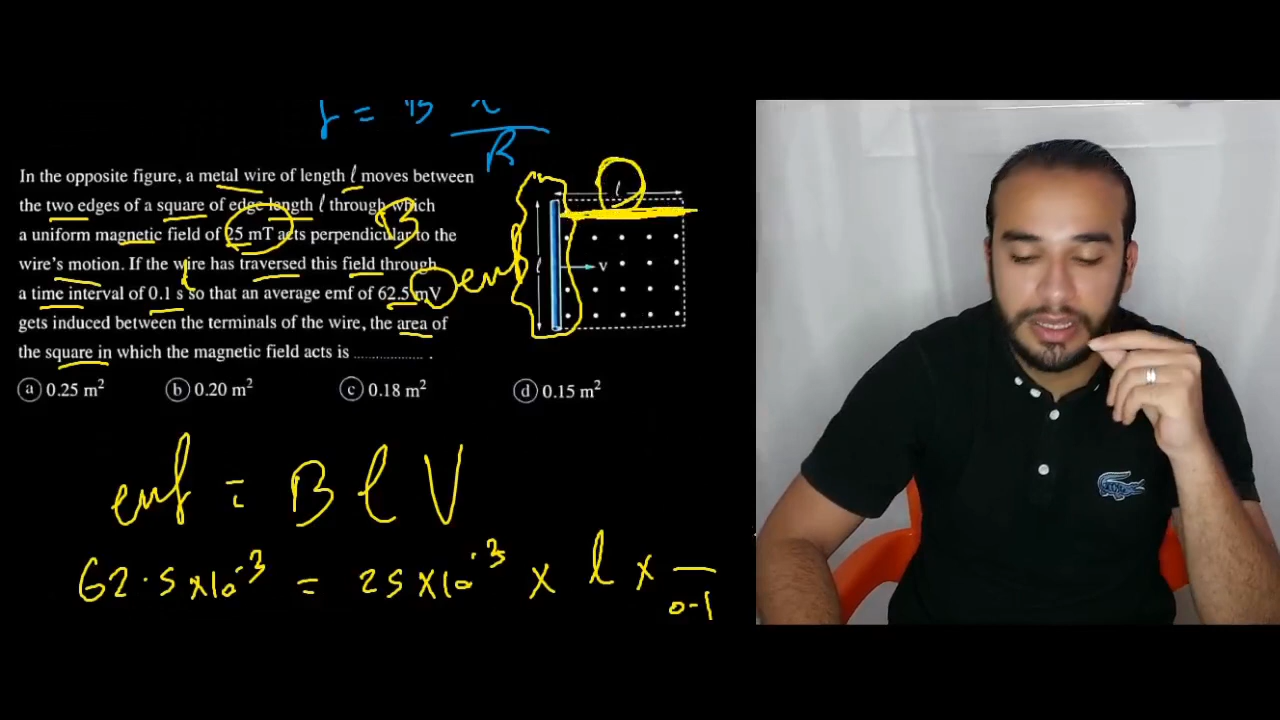 B
R
In the opposite figure, a metal wire of length ℓ moves between
the two edges of a square of edge length ℓ through which
a uniform magnetic field of 25 mT acts perpendicular to the
wire's motion. If the wire has traversed this field through
a time interval of 0.1 s so that an average emf of 62.5 mV
gets induced between the terminals of the wire, the area of
the square in which the magnetic field acts is .................. .
ⓐ 0.25 m² ⓑ 0.20 m² ⓒ 0.18 m² ⓓ 0.15 m²
B
t
emf
ℓ
ℓ
v
emf = B ℓ V
62.5×10⁻³ = 25×10⁻³ × ℓ × — 0.1